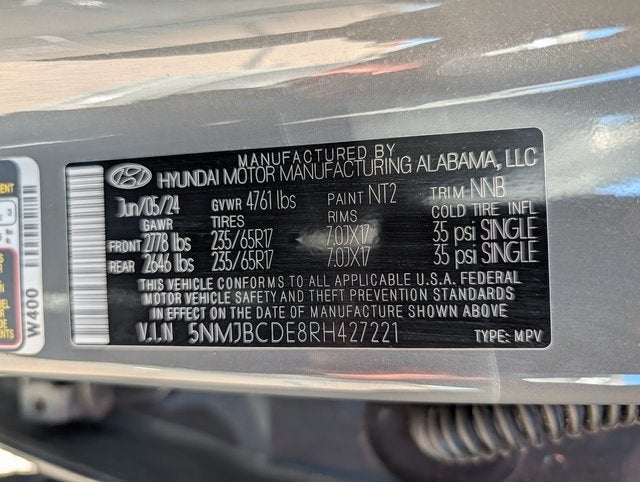 MANUFACTURED BY
HYUNDAI MOTOR MANUFACTURING ALABAMA, LLC
Jun/05/24 GVWR 4761 lbs PAINT NT2 TRIM NNB
GAWR TIRES RIMS COLD TIRE INFL
FRONT 2778 lbs 235/65R17 7.0JX17 35 psi SINGLE
REAR 2646 lbs 235/65R17 7.0JX17 35 psi SINGLE
THIS VEHICLE CONFORMS TO ALL APPLICABLE U.S.A. FEDERAL
MOTOR VEHICLE SAFETY AND THEFT PREVENTION STANDARDS
IN EFFECT ON THE DATE OF MANUFACTURE SHOWN ABOVE
V.I.N 5NMJBCDE8RH427221 TYPE: MPV
W400